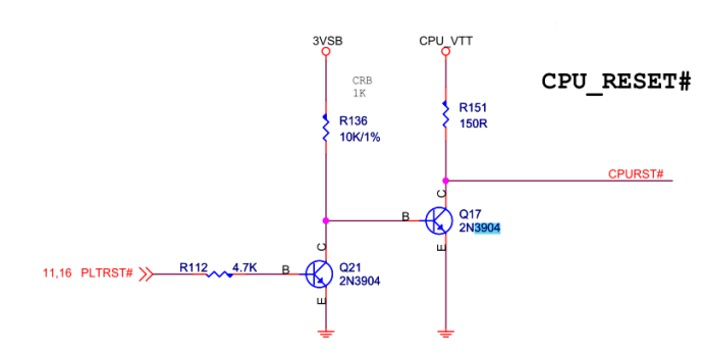 3VSB
CPU_VTT
CRB
1K
CPU_RESET#
R136
10K/1%
R151
150R
CPURST#
C
B
Q17
2N3904
E
C
11,16 PLTRST#
R112 4.7K
B
Q21
2N3904
E